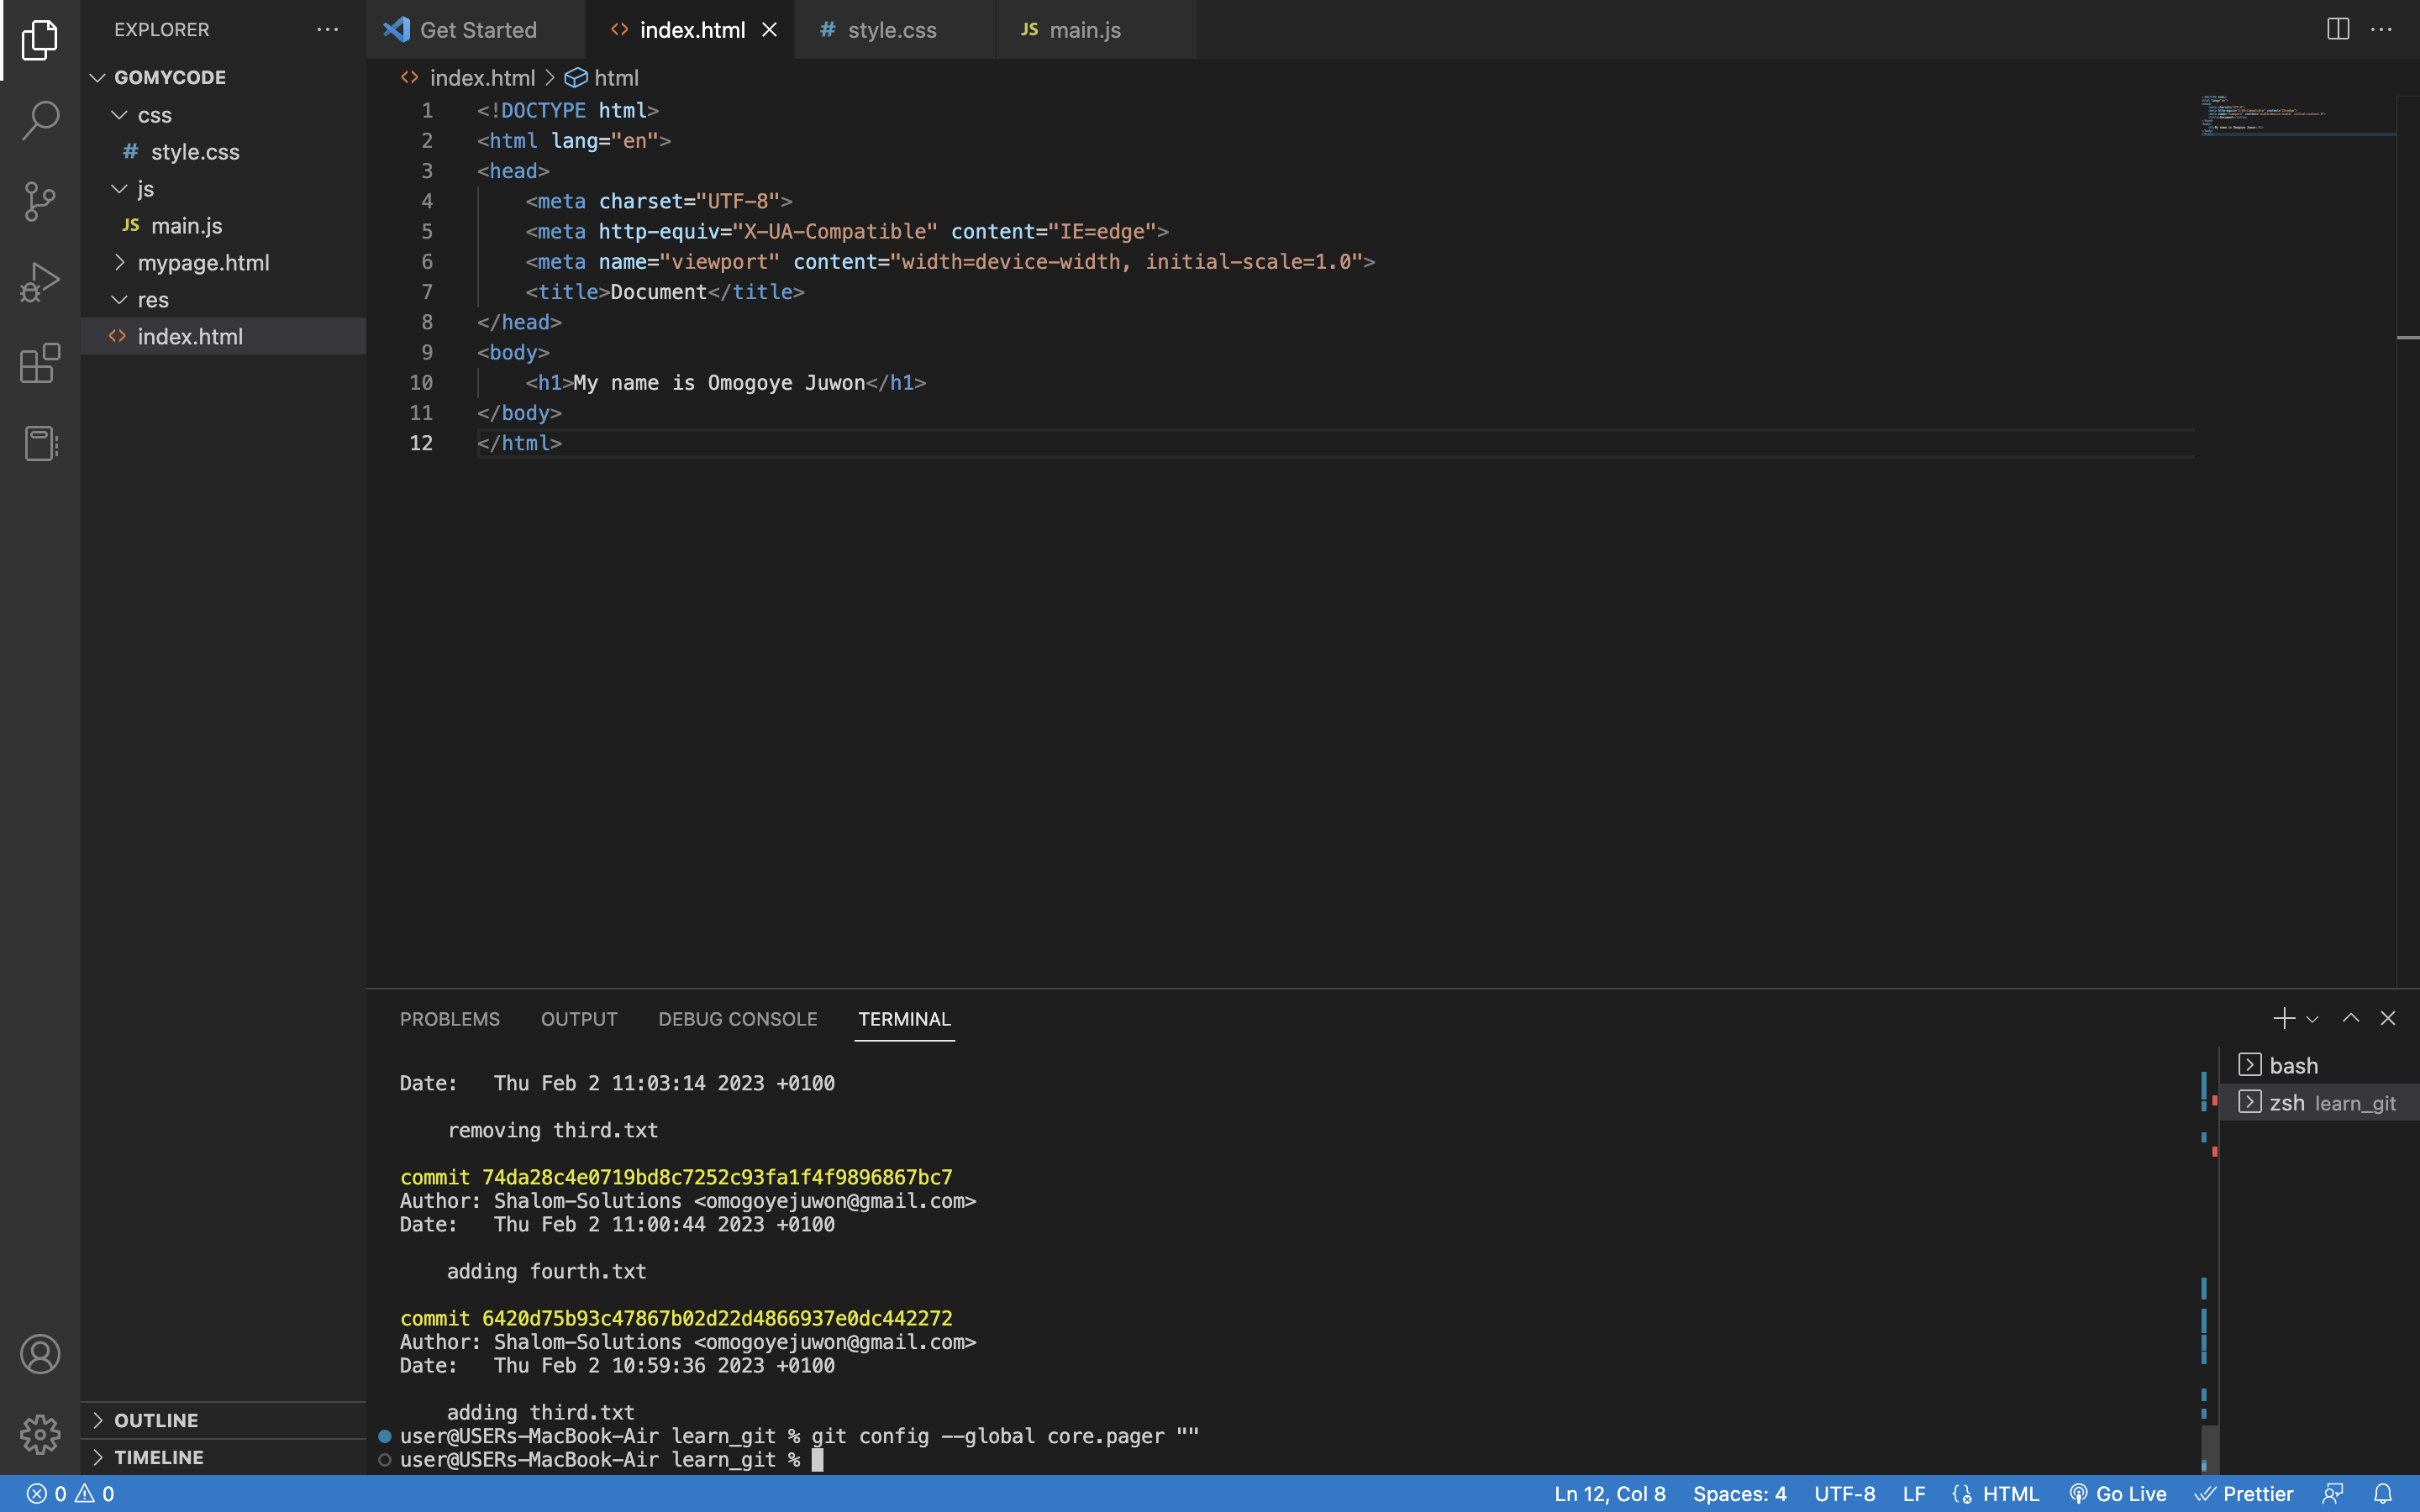 EXPLORER
GOMYCODE
css
# style.css
js
JS main.js
mypage.html
res
<> index.html
OUTLINE
TIMELINE
Get Started
<> index.html
# style.css
JS main.js
<> index.html > html
1 <!DOCTYPE html>
2 <html lang="en">
3 <head>
4     <meta charset="UTF-8">
5     <meta http-equiv="X-UA-Compatible" content="IE=edge">
6     <meta name="viewport" content="width=device-width, initial-scale=1.0">
7     <title>Document</title>
8 </head>
9 <body>
10     <h1>My name is Omogoye Juwon</h1>
11 </body>
12 </html>
PROBLEMS OUTPUT DEBUG CONSOLE TERMINAL
Date:   Thu Feb 2 11:03:14 2023 +0100
    removing third.txt
commit 74da28c4e0719bd8c7252c93fa1f4f9896867bc7
Author: Shalom-Solutions <omogoyejuwon@gmail.com>
Date:   Thu Feb 2 11:00:44 2023 +0100
    adding fourth.txt
commit 6420d75b93c47867b02d22d4866937e0dc442272
Author: Shalom-Solutions <omogoyejuwon@gmail.com>
Date:   Thu Feb 2 10:59:36 2023 +0100
    adding third.txt
user@USERs-MacBook-Air learn_git % git config --global core.pager ""
user@USERs-MacBook-Air learn_git %
bash
zsh learn_git
0 0
Ln 12, Col 8 Spaces: 4 UTF-8 LF HTML Go Live Prettier